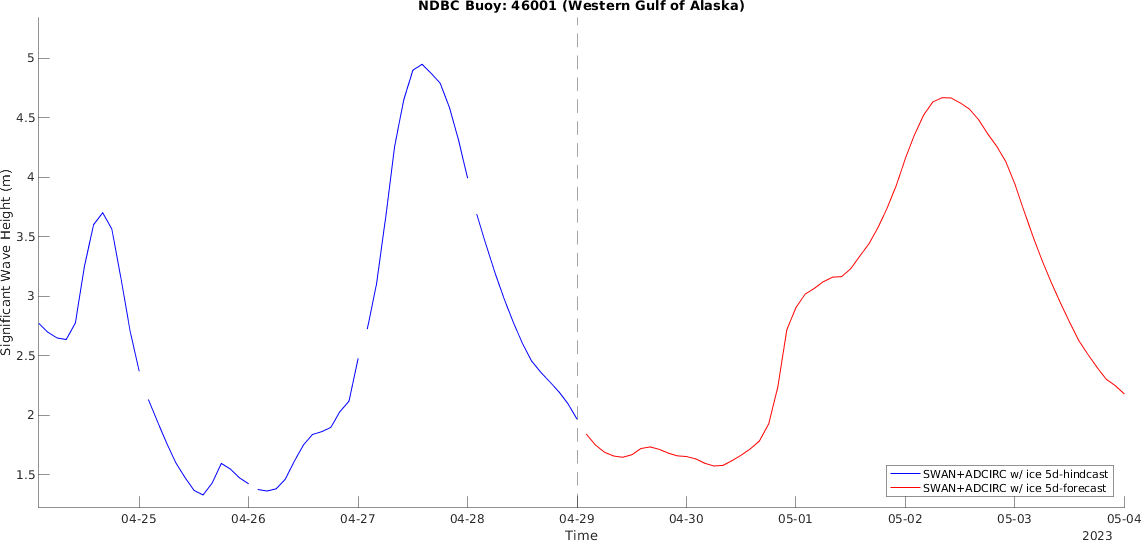 NDBC Buoy: 46001 (Western Gulf of Alaska)
Significant Wave Height (m)
5
4.5
4
3.5
3
2.5
2
1.5
SWAN+ADCIRC w/ ice 5d-hindcast
SWAN+ADCIRC w/ ice 5d-forecast
04-25 04-26 04-27 04-28 04-29 04-30 05-01 05-02 05-03 05-04
Time
2023